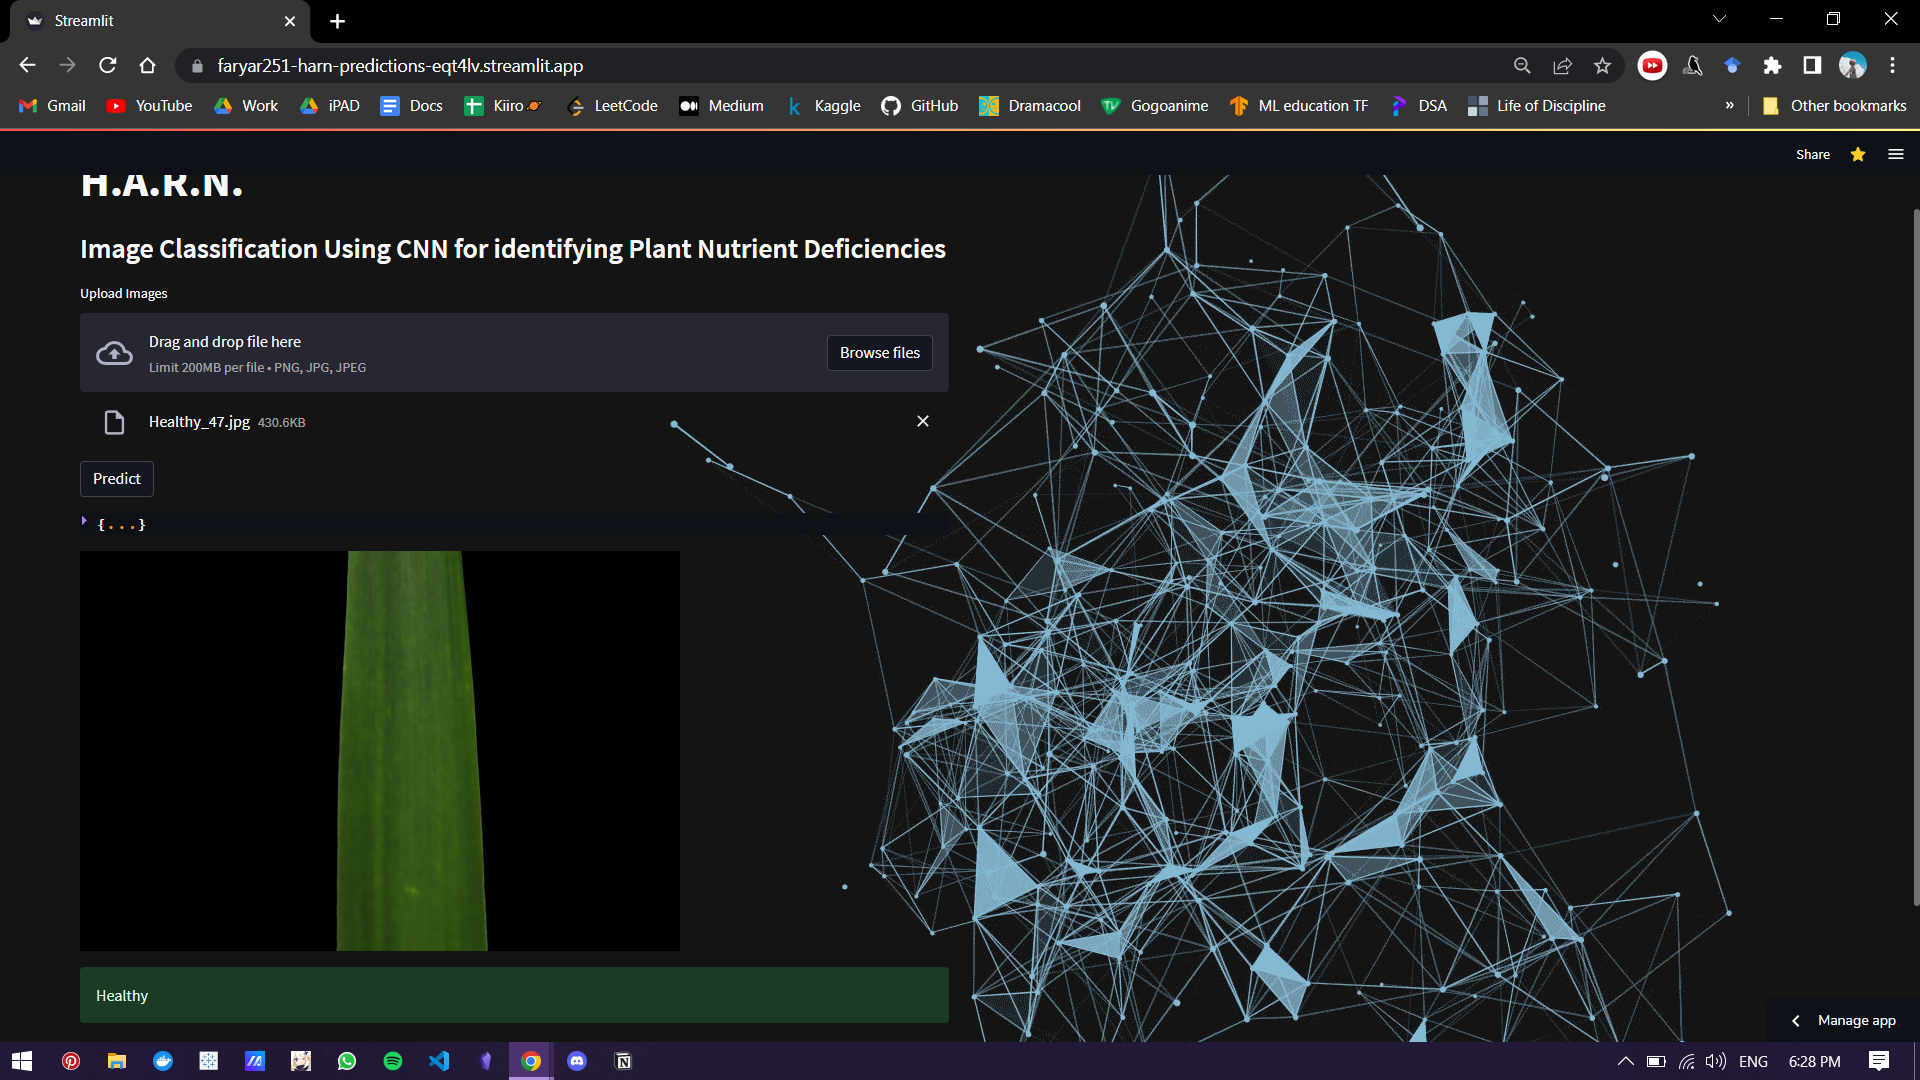 Streamlit
faryar251-harn-predictions-eqt4lv.streamlit.app
Gmail YouTube Work iPAD Docs Kiiro LeetCode Medium Kaggle GitHub Dramacool Gogoanime ML education TF DSA Life of Discipline » Other bookmarks
Share
H.A.R.N.
Image Classification Using CNN for identifying Plant Nutrient Deficiencies
Upload Images
Drag and drop file here
Limit 200MB per file • PNG, JPG, JPEG
Browse files
Healthy_47.jpg 430.6KB
Predict
{...}
Healthy
Manage app
ENG 6:28 PM